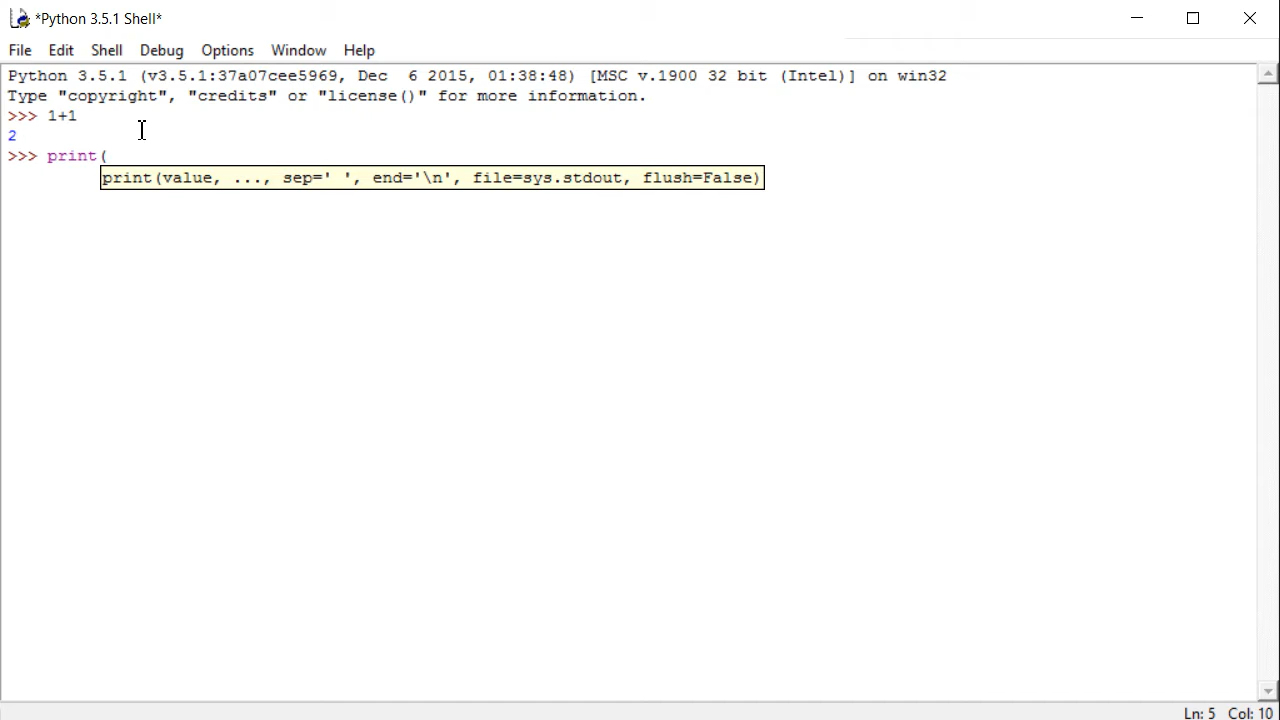 *Python 3.5.1 Shell*
File Edit Shell Debug Options Window Help
Python 3.5.1 (v3.5.1:37a07cee5969, Dec  6 2015, 01:38:48) [MSC v.1900 32 bit (Intel)] on win32
Type "copyright", "credits" or "license()" for more information.
>>> 1+1
2
>>> print(
print(value, ..., sep=' ', end='\n', file=sys.stdout, flush=False)
Ln: 5 Col: 10